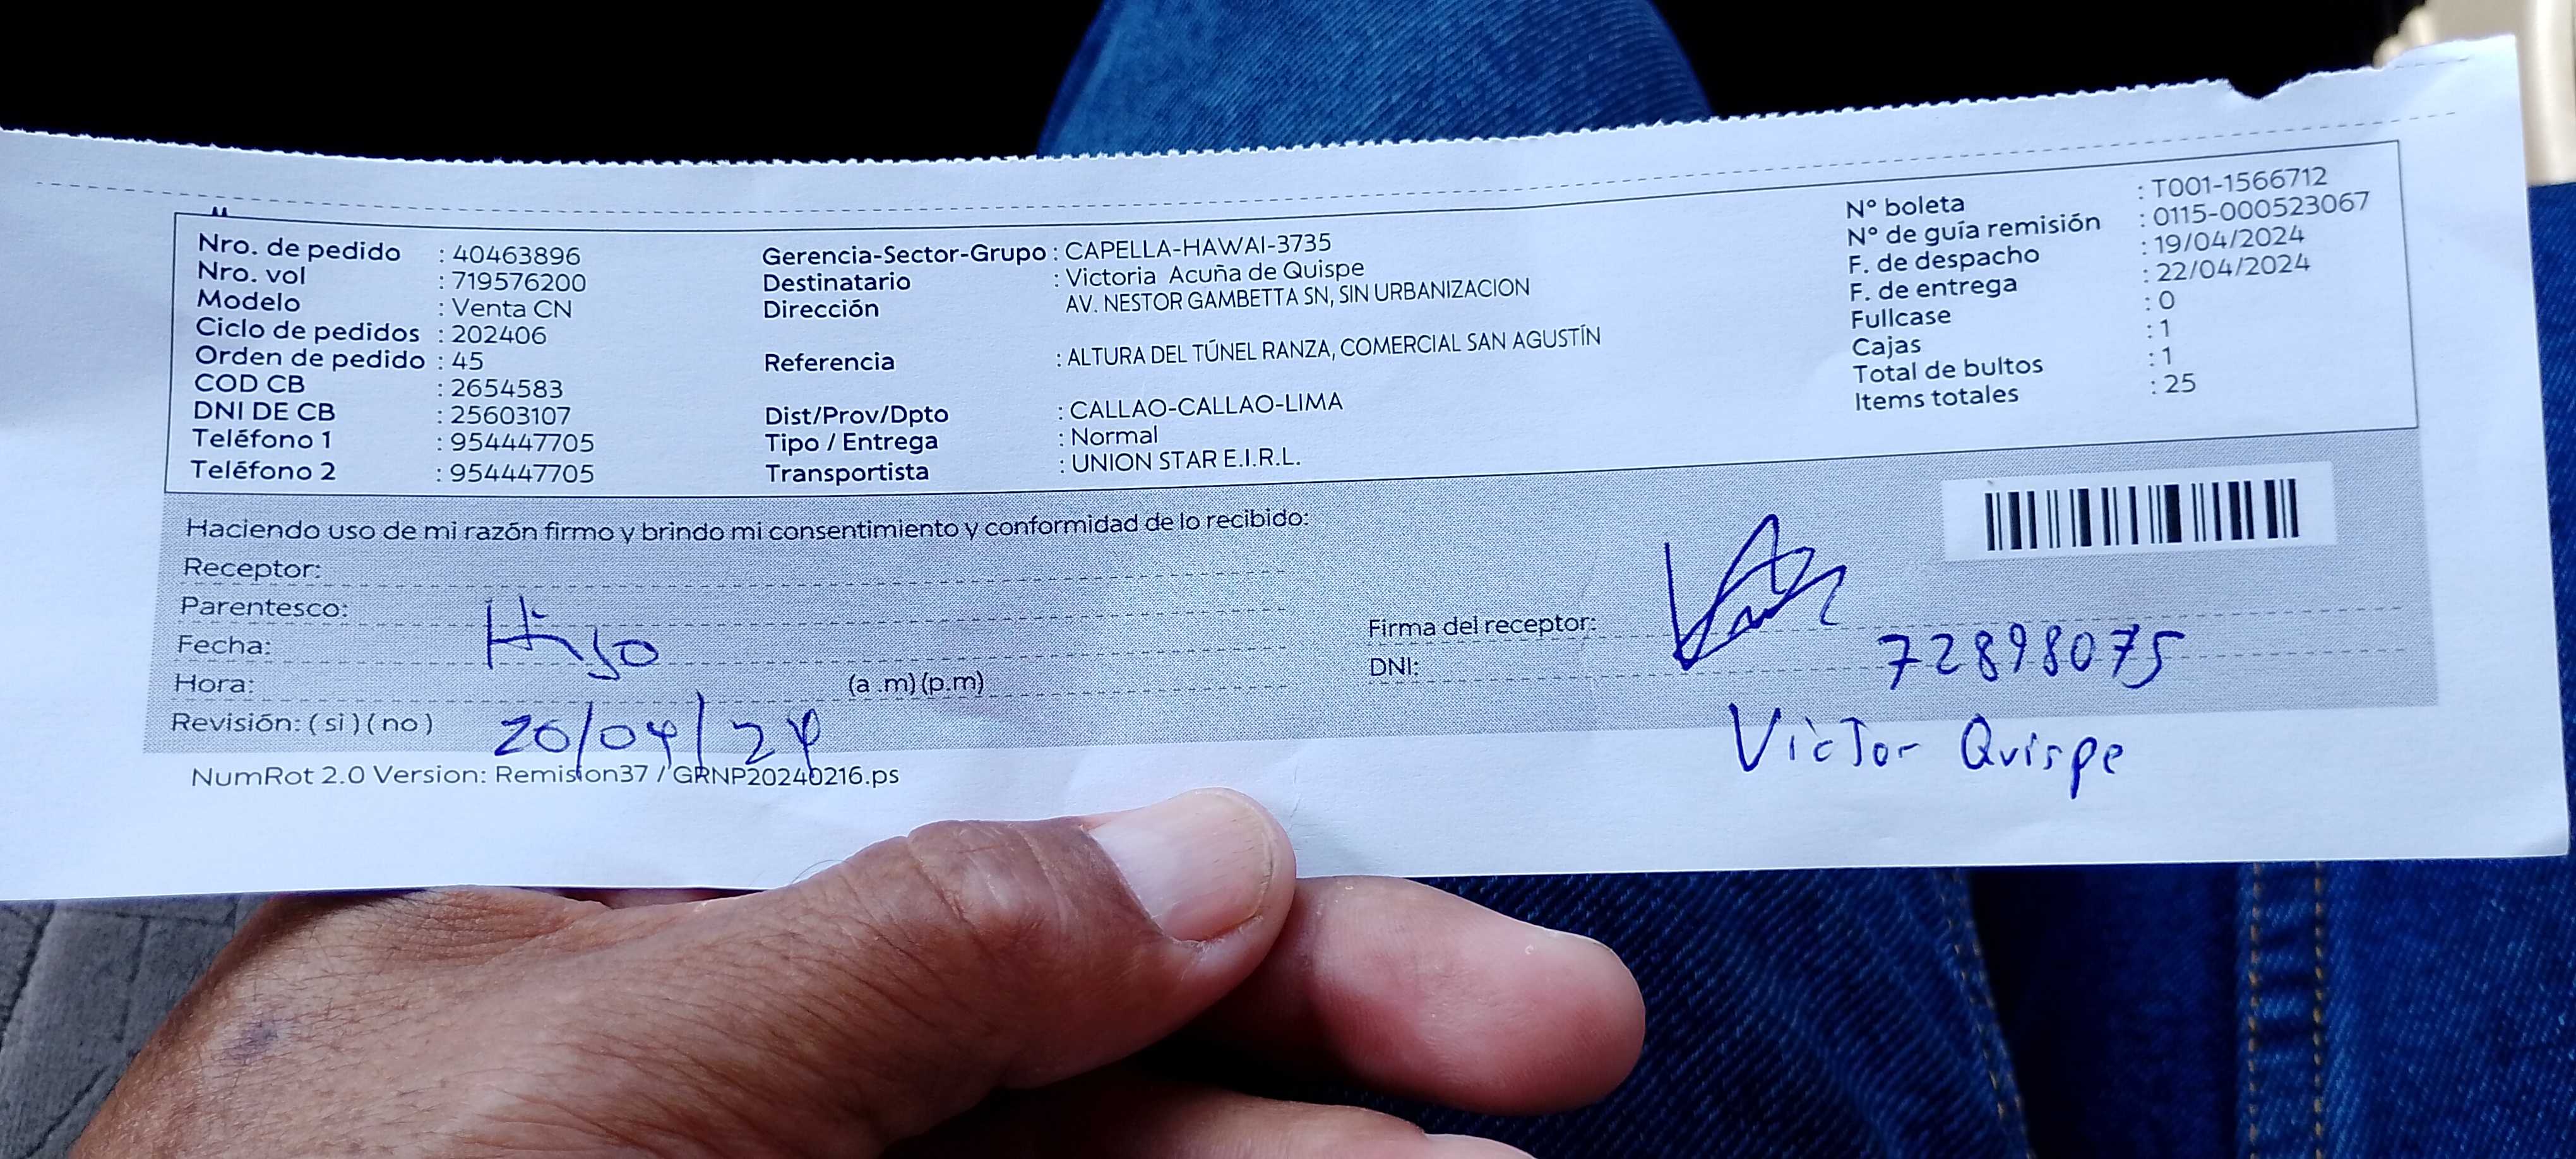 Nro. de pedido : 40463896
Nro. vol : 719576200
Modelo : Venta CN
Ciclo de pedidos : 202406
Orden de pedido : 45
COD CB : 2654583
DNI DE CB : 25603107
Teléfono 1 : 954447705
Teléfono 2 : 954447705
Gerencia-Sector-Grupo : CAPELLA-HAWAI-3735
Destinatario : Victoria Acuña de Quispe
Dirección AV. NESTOR GAMBETTA SN, SIN URBANIZACION
Referencia : ALTURA DEL TÚNEL RANZA, COMERCIAL SAN AGUSTÍN
Dist/Prov/Dpto : CALLAO-CALLAO-LIMA
Tipo / Entrega : Normal
Transportista : UNION STAR E.I.R.L.
N° boleta : T001-1566712
N° de guía remisión : 0115-000523067
F. de despacho : 19/04/2024
F. de entrega : 22/04/2024
Fullcase : 0
Cajas : 1
Total de bultos : 1
Items totales : 25
Haciendo uso de mi razón firmo y brindo mi consentimiento y conformidad de lo recibido:
Receptor:
Parentesco:
Hijo
Fecha:
Hora: (a .m) (p.m)
Revisión: ( si ) ( no )
20/04/24
NumRot 2.0 Version: Remision37 / GRNP20240216.ps
Firma del receptor:
DNI: 72898075
Victor Quispe